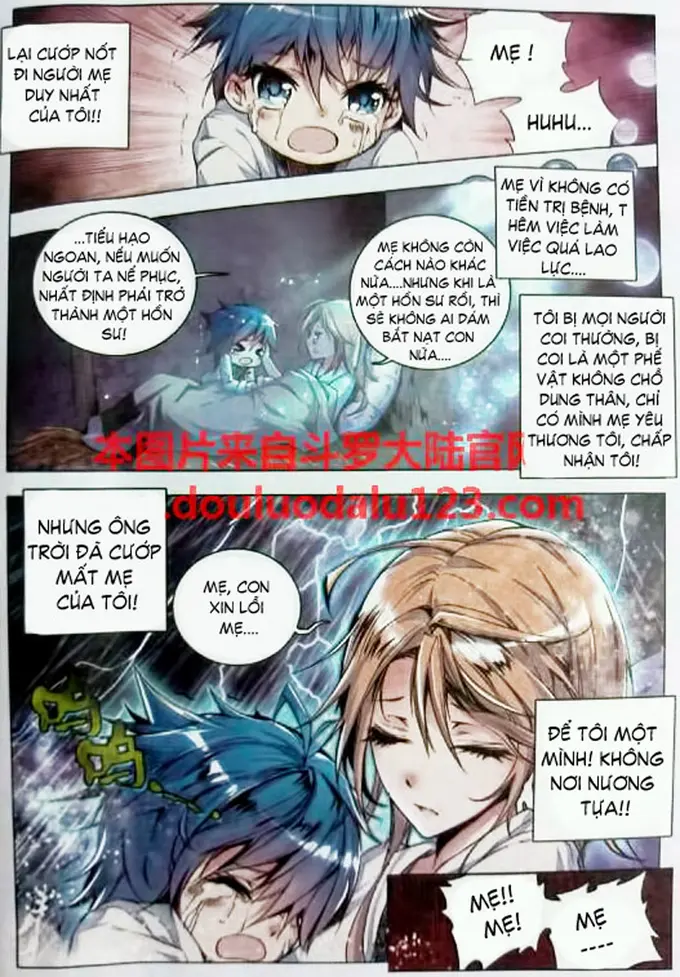 LẠI CƯỚP NỐT
ĐI NGƯỜI MẸ
DUY NHẤT
CỦA TÔI!!
MẸ !
HUHU...
MẸ VÌ KHÔNG CÓ
TIỀN TRỊ BỆNH, T
HÊM VIỆC LÀM
VIỆC QUÁ LAO
LỰC....
...TIỂU HẠO
NGOAN, NẾU MUỐN
NGƯỜI TA NỂ PHỤC,
NHẤT ĐỊNH PHẢI TRỞ
THÀNH MỘT HỒN
SƯ!
MẸ KHÔNG CÒN
CÁCH NÀO KHÁC
NỮA....NHƯNG KHI LÀ
MỘT HỒN SƯ RỒI, THÌ
SẼ KHÔNG AI DÁM
BẮT NẠT CON
NỮA....
TÔI BỊ MỌI NGƯỜI
COI THƯỜNG, BỊ
COI LÀ MỘT PHẾ
VẬT KHÔNG CHỖ
DUNG THÂN, CHỈ
CÓ MÌNH MẸ YÊU
THƯƠNG TÔI, CHẤP
NHẬN TÔI!
本图片来自斗罗大陆官网
.douluodalu123.com
NHƯNG ÔNG
TRỜI ĐÃ CƯỚP
MẤT MẸ
CỦA TÔI!
MẸ, CON
XIN LỖI
MẸ....
ĐỂ TÔI MỘT
MÌNH! KHÔNG
NƠI NƯƠNG
TỰA!!
MẸ!!
MẸ!
MẸ
----